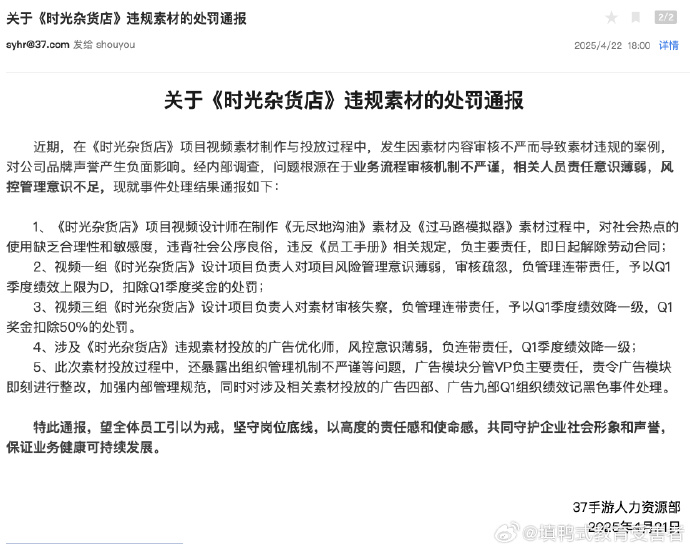 关于《时光杂货店》违规素材的处罚通报
2/2
syhr@37.com 发给 shouyou
2025/4/22 18:00 详情
关于《时光杂货店》违规素材的处罚通报
近期，在《时光杂货店》项目视频素材制作与投放过程中，发生因素材内容审核不严而导致素材违规的案例，
对公司品牌声誉产生负面影响。经内部调查，问题根源在于业务流程审核机制不严谨，相关人员责任意识薄弱，风
控管理意识不足，现就事件处理结果通报如下：
1、《时光杂货店》项目视频设计师在制作《无尽地沟油》素材及《过马路模拟器》素材过程中，对社会热点的
使用缺乏合理性和敏感度，违背社会公序良俗，违反《员工手册》相关规定，负主要责任，即日起解除劳动合同；
2、视频一组《时光杂货店》设计项目负责人对项目风险管理意识薄弱，审核疏忽，负管理连带责任，予以Q1
季度绩效上限为D，扣除Q1季度奖金的处罚；
3、视频三组《时光杂货店》设计项目负责人对素材审核失察，负管理连带责任，予以Q1季度绩效降一级，Q1
奖金扣除50%的处罚。
4、涉及《时光杂货店》违规素材投放的广告优化师，风控意识薄弱，负连带责任，Q1季度绩效降一级；
5、此次素材投放过程中，还暴露出组织管理机制不严谨等问题，广告模块分管VP负主要责任，责令广告模块
即刻进行整改，加强内部管理规范，同时对涉及相关素材投放的广告四部、广告九部Q1组织绩效记黑色事件处理。
特此通报，望全体员工引以为戒，坚守岗位底线，以高度的责任感和使命感，共同守护企业社会形象和声誉，
保证业务健康可持续发展。
37手游人力资源部
2025年4月21日
@填鸭式教育受害者